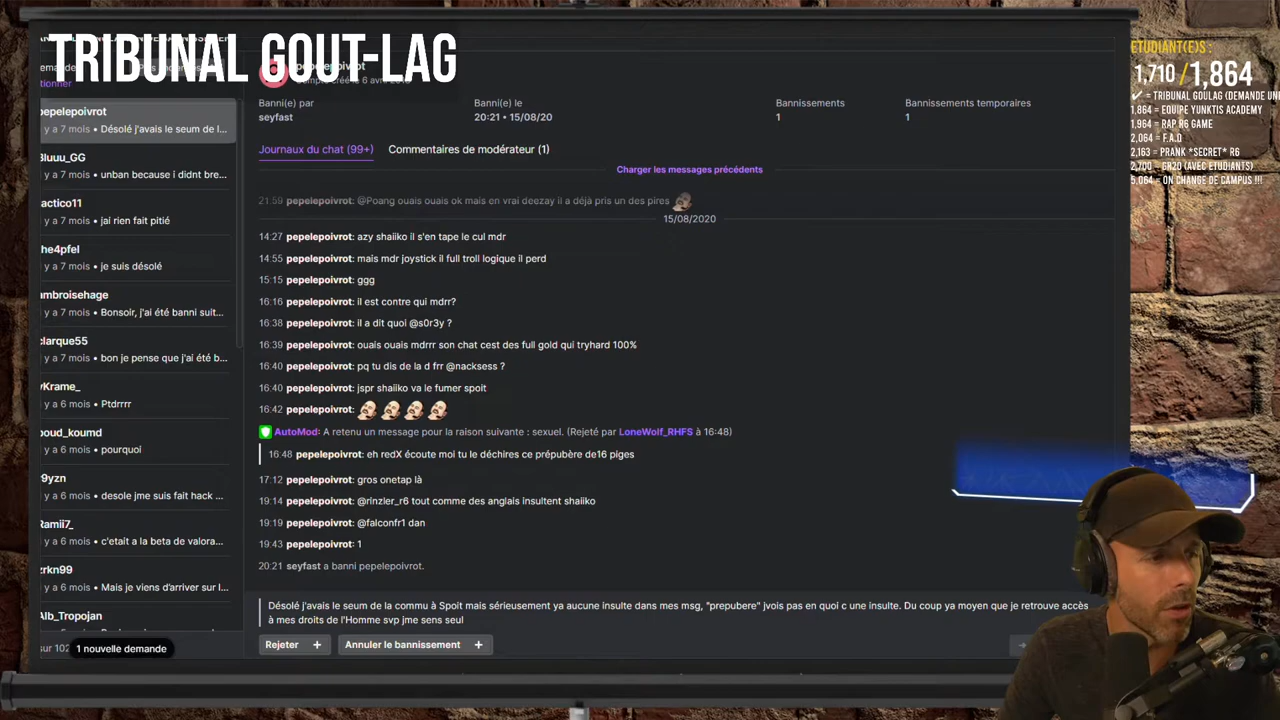 TRIBUNAL GOUT-LAG
ETUDIANT(E)S :
1,710 / 1,864
✓ = TRIBUNAL GOULAG (DEMANDE UN
1,864 = EQUIPE YUNKTIS ACADEMY
1,964 = RAP R6 GAME
2,064 = F.A.D
2,163 = PRANK *SECRET* R6
2,700 = GR20 (AVEC ETUDIANTS)
5,064 = ON CHANGE DE CAMPUS !!!
pepelepoivrot
y a 7 mois • Désolé j'avais le seum de l...
Bluuu_GG
y a 7 mois • unban because i didnt bre...
actico11
y a 7 mois • jai rien fait pitié
he4pfel
y a 7 mois • je suis désolé
ambroisehage
y a 7 mois • Bonsoir, j'ai été banni suit...
clarque55
y a 7 mois • bon je pense que j'ai été b...
yKrame_
y a 6 mois • Ptdrrrr
boud_koumd
y a 6 mois • pourquoi
9yzn
y a 6 mois • desole jme suis fait hack ...
Ramii7_
y a 6 mois • c'etait a la beta de valora...
zrkn99
y a 6 mois • Mais je viens d'arriver sur l...
Alb_Tropojan
sur 102
1 nouvelle demande
Banni(e) par
seyfast
Banni(e) le
20:21 • 15/08/20
Bannissements
1
Bannissements temporaires
1
Journaux du chat (99+)
Commentaires de modérateur (1)
Charger les messages précédents
21:59 pepelepoivrot: @Poang ouais ouais ok mais en vrai deezay il a déjà pris un des pires
15/08/2020
14:27 pepelepoivrot: azy shaiiko il s'en tape le cul mdr
14:55 pepelepoivrot: mais mdr joystick il full troll logique il perd
15:15 pepelepoivrot: ggg
16:16 pepelepoivrot: il est contre qui mdrr?
16:38 pepelepoivrot: il a dit quoi @s0r3y ?
16:39 pepelepoivrot: ouais ouais mdrrr son chat cest des full gold qui tryhard 100%
16:40 pepelepoivrot: pq tu dis de la d frr @nacksess ?
16:40 pepelepoivrot: jspr shaiiko va le fumer spoit
16:42 pepelepoivrot:
AutoMod: A retenu un message pour la raison suivante : sexuel. (Rejeté par LoneWolf_RHFS à 16:48)
16:48 pepelepoivrot: eh redX écoute moi tu le déchires ce prépubère de16 piges
17:12 pepelepoivrot: gros onetap là
19:14 pepelepoivrot: @rinzler_r6 tout comme des anglais insultent shaiiko
19:19 pepelepoivrot: @falconfr1 dan
19:43 pepelepoivrot: 1
20:21 seyfast a banni pepelepoivrot.
Désolé j'avais le seum de la commu à Spoit mais sérieusement ya aucune insulte dans mes msg, "prepubere" jvois pas en quoi c une insulte. Du coup ya moyen que je retrouve accès
à mes droits de l'Homme svp jme sens seul
Rejeter +
Annuler le bannissement +